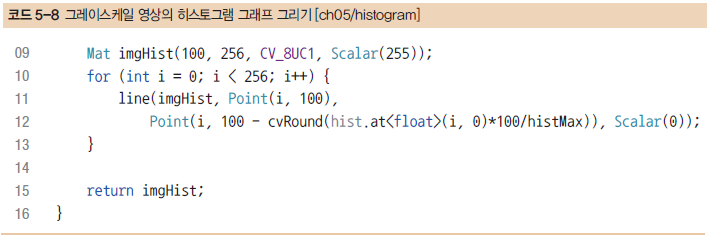 코드 5-8 그레이스케일 영상의 히스토그램 그래프 그리기 [ch05/histogram]
09 Mat imgHist(100, 256, CV_8UC1, Scalar(255));
10 for (int i = 0; i < 256; i++) {
11 line(imgHist, Point(i, 100),
12 Point(i, 100 - cvRound(hist.at<float>(i, 0)*100/histMax)), Scalar(0));
13 }
14
15 return imgHist;
16 }